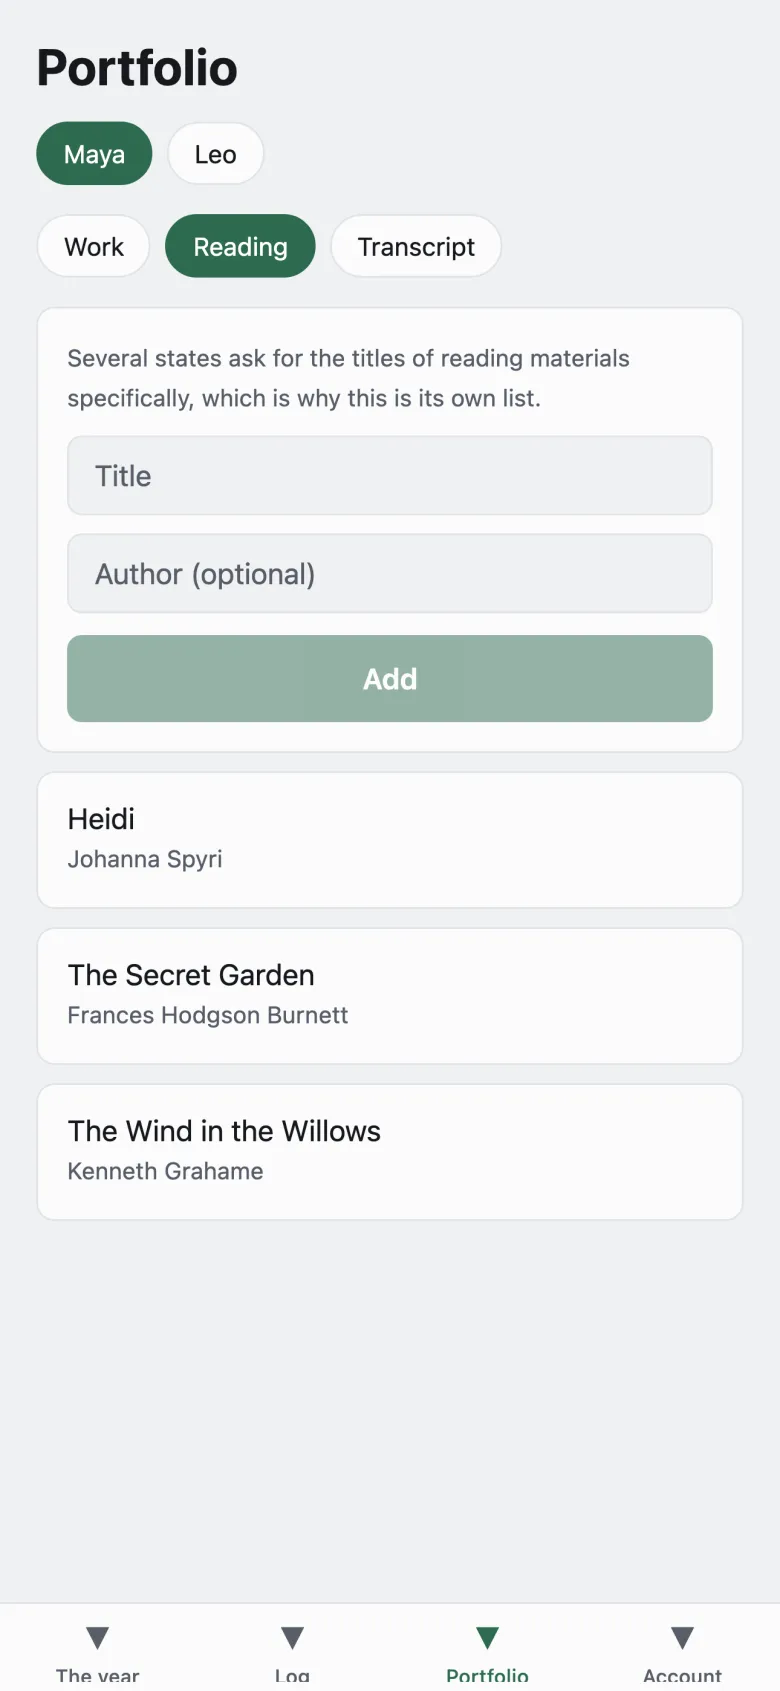 Portfolio
Maya
Leo
Work
Reading
Transcript
Several states ask for the titles of reading materials
specifically, which is why this is its own list.
Title
Author (optional)
Add
Heidi
Johanna Spyri
The Secret Garden
Frances Hodgson Burnett
The Wind in the Willows
Kenneth Grahame
The year
Log
Portfolio
Account